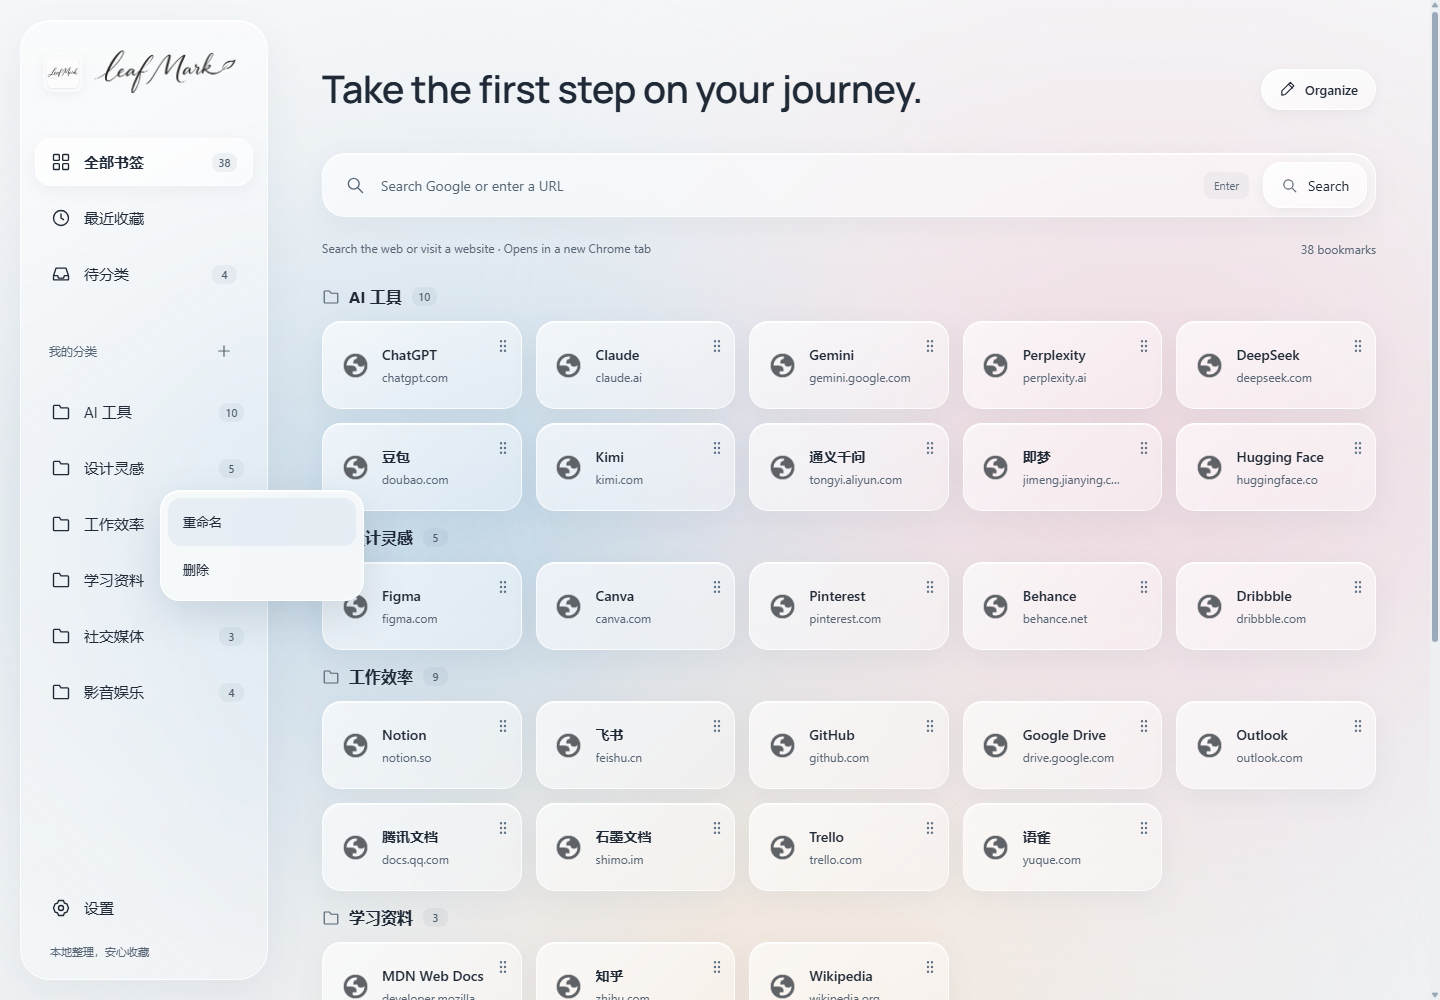 Leaf Mark
leaf Mark
全部书签 38
最近收藏
待分类 4
我的分类
AI 工具 10
设计灵感 5
工作效率
学习资料
社交媒体 3
影音娱乐 4
设置
本地整理，安心收藏
重命名
删除
Take the first step on your journey.
Organize
Search Google or enter a URL
Enter
Search
Search the web or visit a website · Opens in a new Chrome tab
38 bookmarks
AI 工具 10
ChatGPT
chatgpt.com
Claude
claude.ai
Gemini
gemini.google.com
Perplexity
perplexity.ai
DeepSeek
deepseek.com
豆包
doubao.com
Kimi
kimi.com
通义千问
tongyi.aliyun.com
即梦
jimeng.jianying.c...
Hugging Face
huggingface.co
计灵感 5
Figma
figma.com
Canva
canva.com
Pinterest
pinterest.com
Behance
behance.net
Dribbble
dribbble.com
工作效率 9
Notion
notion.so
飞书
feishu.cn
GitHub
github.com
Google Drive
drive.google.com
Outlook
outlook.com
腾讯文档
docs.qq.com
石墨文档
shimo.im
Trello
trello.com
语雀
yuque.com
学习资料 3
MDN Web Docs
developer.mozilla
知乎
zhihu.com
Wikipedia
wikipedia.org